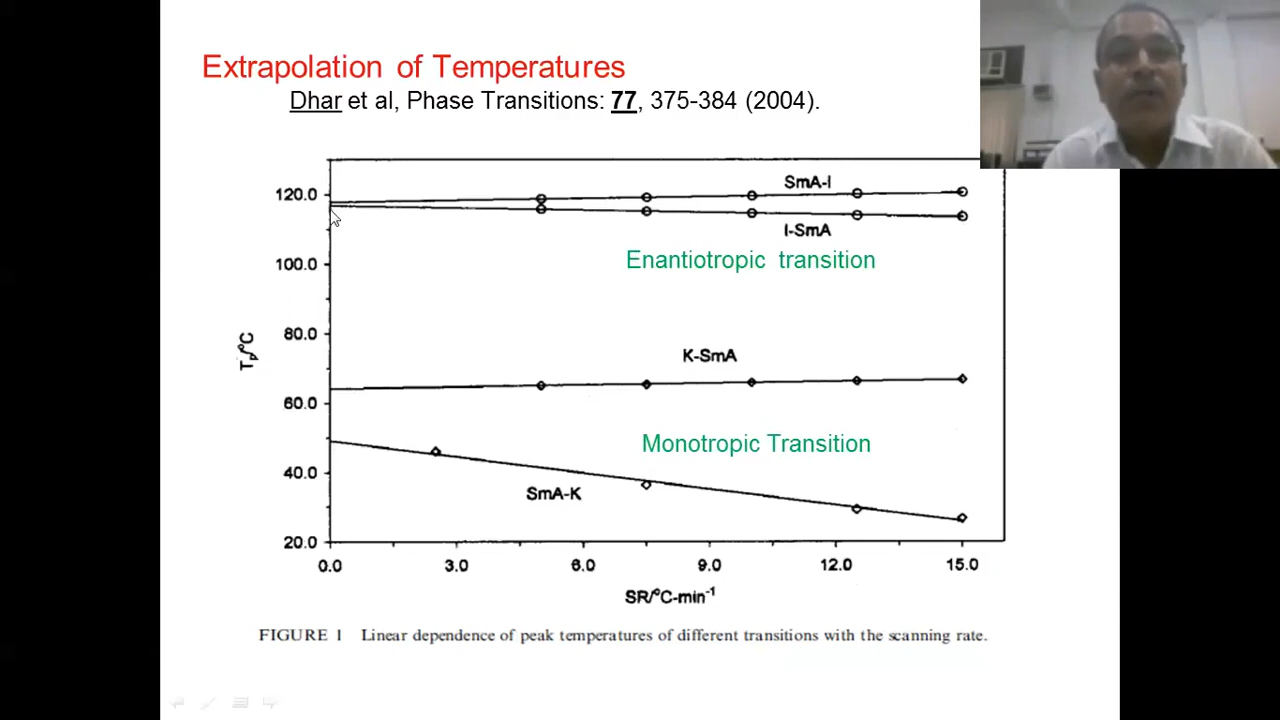 Extrapolation of Temperatures
Dhar et al, Phase Transitions: 77, 375-384 (2004).
120.0
100.0
80.0
60.0
40.0
20.0
Tp/°C
SmA-I
I-SmA
Enantiotropic transition
K-SmA
Monotropic Transition
SmA-K
0.0 3.0 6.0 9.0 12.0 15.0
SR/°C-min⁻¹
FIGURE 1 Linear dependence of peak temperatures of different transitions with the scanning rate.